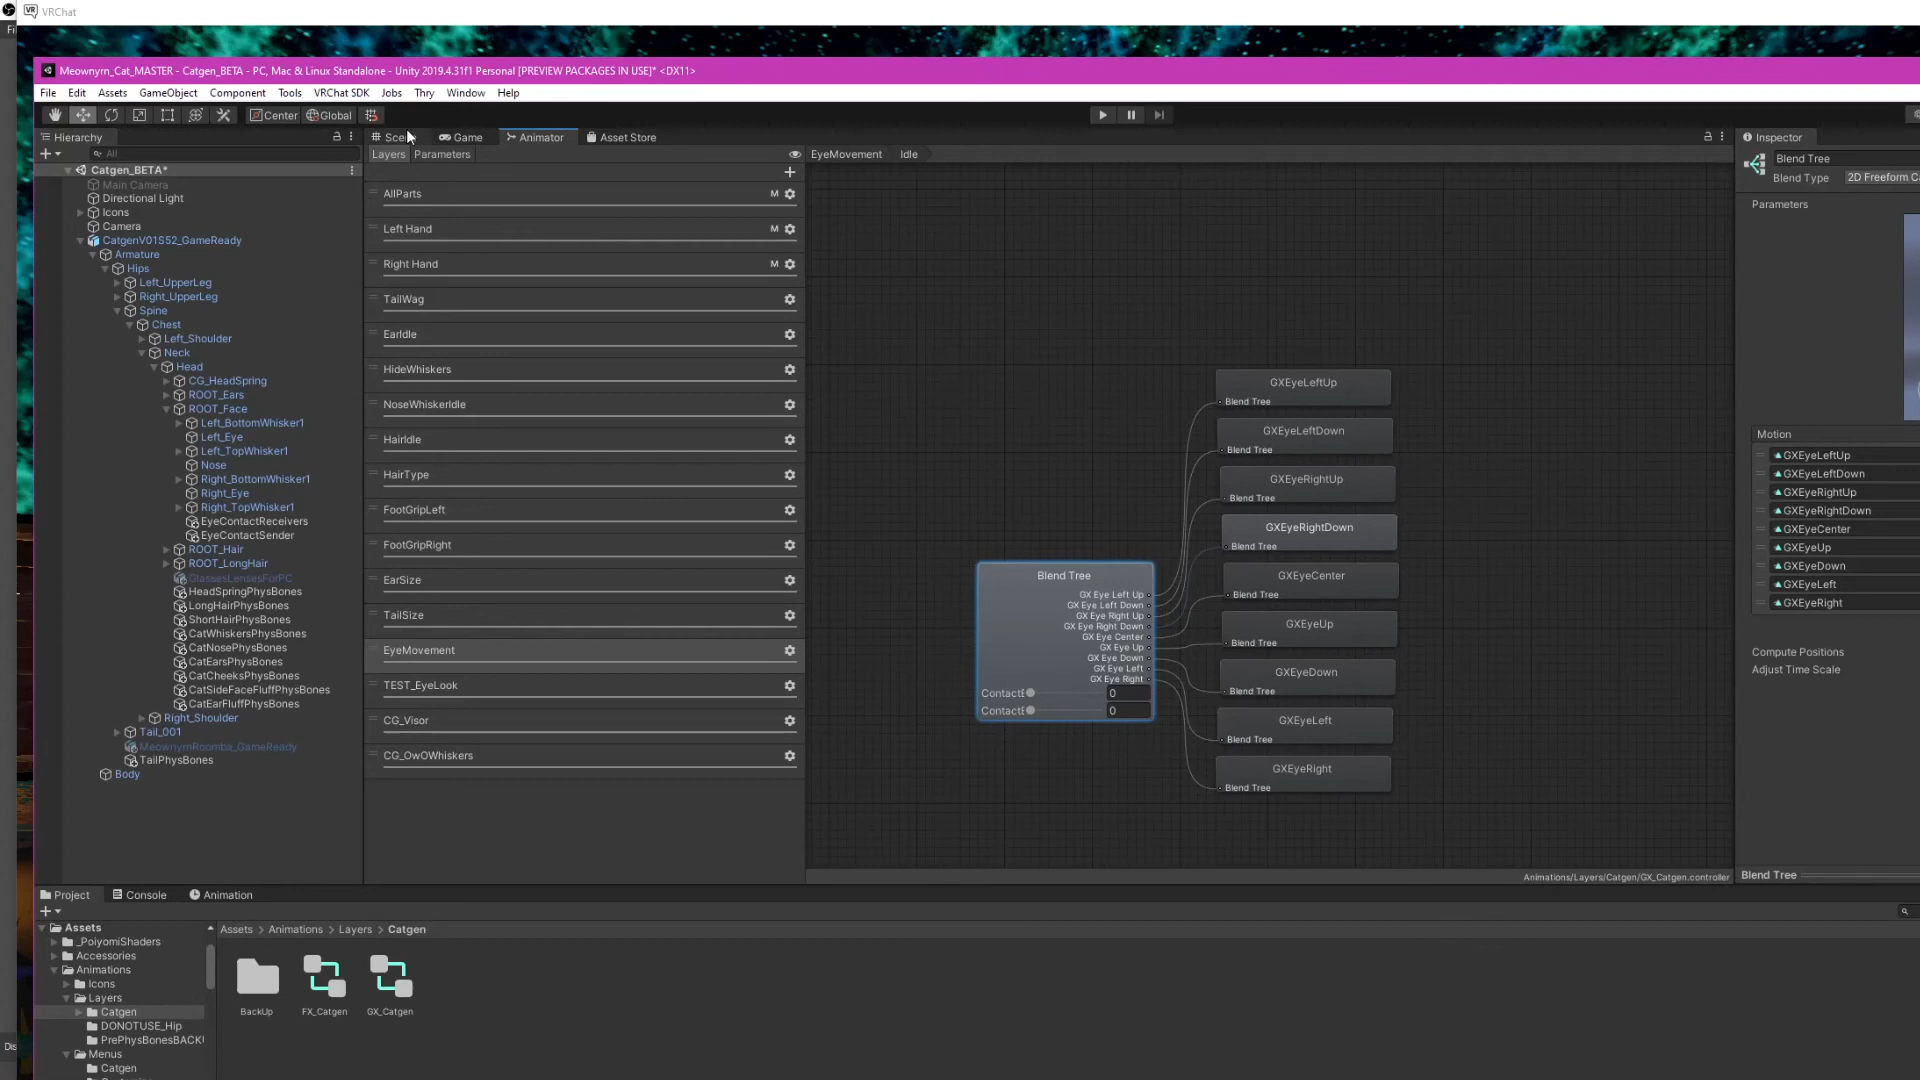 VRChat
Meownyrn_Cat_MASTER - Catgen_BETA - PC, Mac & Linux Standalone - Unity 2019.4.31f1 Personal [PREVIEW PACKAGES IN USE]* <DX11>
File Edit Assets GameObject Component Tools VRChat SDK Jobs Thry Window Help
Center Global
Hierarchy
All
Catgen_BETA*
Main Camera
Directional Light
Icons
Camera
CatgenV01S52_GameReady
Armature
Hips
Left_UpperLeg
Right_UpperLeg
Spine
Chest
Left_Shoulder
Neck
Head
CG_HeadSpring
ROOT_Ears
ROOT_Face
Left_BottomWhisker1
Left_Eye
Left_TopWhisker1
Nose
Right_BottomWhisker1
Right_Eye
Right_TopWhisker1
EyeContactReceivers
EyeContactSender
ROOT_Hair
ROOT_LongHair
GlassesLensesForPC
HeadSpringPhysBones
LongHairPhysBones
ShortHairPhysBones
CatWhiskersPhysBones
CatNosePhysBones
CatEarsPhysBones
CatCheeksPhysBones
CatSideFaceFluffPhysBones
CatEarFluffPhysBones
Right_Shoulder
Tail_001
MeownyrnRoomba_GameReady
TailPhysBones
Body
Scene Game Animator Asset Store
Layers Parameters
AllParts M
Left Hand M
Right Hand M
TailWag
EarIdle
HideWhiskers
NoseWhiskerIdle
HairIdle
HairType
FootGripLeft
FootGripRight
EarSize
TailSize
EyeMovement
TEST_EyeLook
CG_Visor
CG_OwOWhiskers
EyeMovement Idle
Blend Tree
GX Eye Left Up
GX Eye Left Down
GX Eye Right Up
GX Eye Right Down
GX Eye Center
GX Eye Up
GX Eye Down
GX Eye Left
GX Eye Right
ContactE 0
ContactE 0
GXEyeLeftUp
Blend Tree
GXEyeLeftDown
Blend Tree
GXEyeRightUp
Blend Tree
GXEyeRightDown
Blend Tree
GXEyeCenter
Blend Tree
GXEyeUp
Blend Tree
GXEyeDown
Blend Tree
GXEyeLeft
Blend Tree
GXEyeRight
Blend Tree
Animations/Layers/Catgen/GX_Catgen.controller
Inspector
Blend Tree
Blend Type 2D Freeform C
Parameters
Motion
GXEyeLeftUp
GXEyeLeftDown
GXEyeRightUp
GXEyeRightDown
GXEyeCenter
GXEyeUp
GXEyeDown
GXEyeLeft
GXEyeRight
Compute Positions
Adjust Time Scale
Blend Tree
Project Console Animation
Assets
_PoiyomiShaders
Accessories
Animations
Icons
Layers
Catgen
DONOTUSE_Hip
PrePhysBonesBACKU
Menus
Catgen
Assets > Animations > Layers > Catgen
BackUp FX_Catgen GX_Catgen
Dis